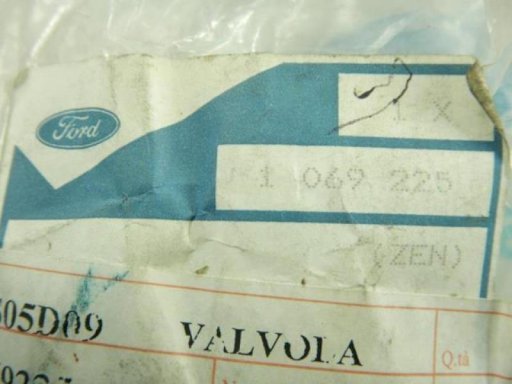 Ford
1 X
1 069 225
(ZEN)
505D09 VALVOLA
Q.tà